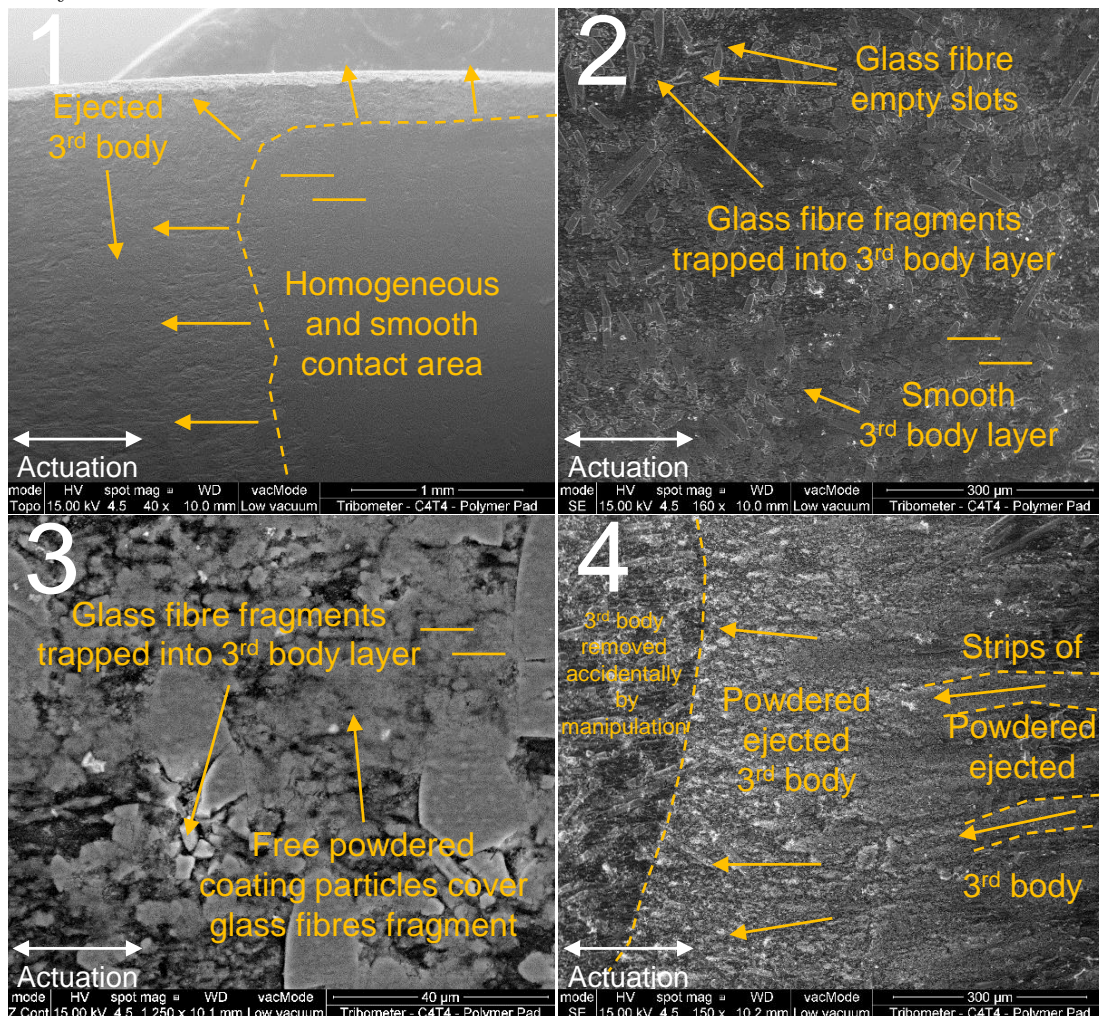 1
Ejected
3rd body
Homogeneous
and smooth
contact area
Actuation
mode HV spot mag WD vacMode 1 mm
Topo 15.00 kV 4.5 40 x 10.0 mm Low vacuum Tribometer - C4T4 - Polymer Pad
2
Glass fibre
empty slots
Glass fibre fragments
trapped into 3rd body layer
Smooth
3rd body layer
Actuation
mode HV spot mag WD vacMode 300 µm
SE 15.00 kV 4.5 160 x 10.0 mm Low vacuum Tribometer - C4T4 - Polymer Pad
3
Glass fibre fragments
trapped into 3rd body layer
Free powdered
coating particles cover
glass fibres fragment
Actuation
mode HV spot mag WD vacMode 40 µm
Z Cont 15.00 kV 4.5 1 250 x 10.1 mm Low vacuum Tribometer - C4T4 - Polymer Pad
4
3rd body
removed
accidentally
by
manipulation
Powdered
ejected
3rd body
Strips of
Powdered
ejected
3rd body
Actuation
mode HV spot mag WD vacMode 300 µm
SE 15.00 kV 4.5 150 x 10.2 mm Low vacuum Tribometer - C4T4 - Polymer Pad